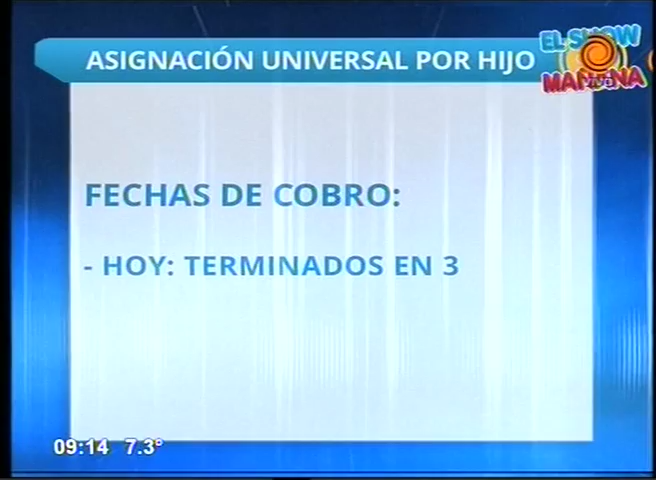 ASIGNACIÓN UNIVERSAL POR HIJO
EL SHOW
MAÑANA
FECHAS DE COBRO:
- HOY: TERMINADOS EN 3
09:14 7.3°